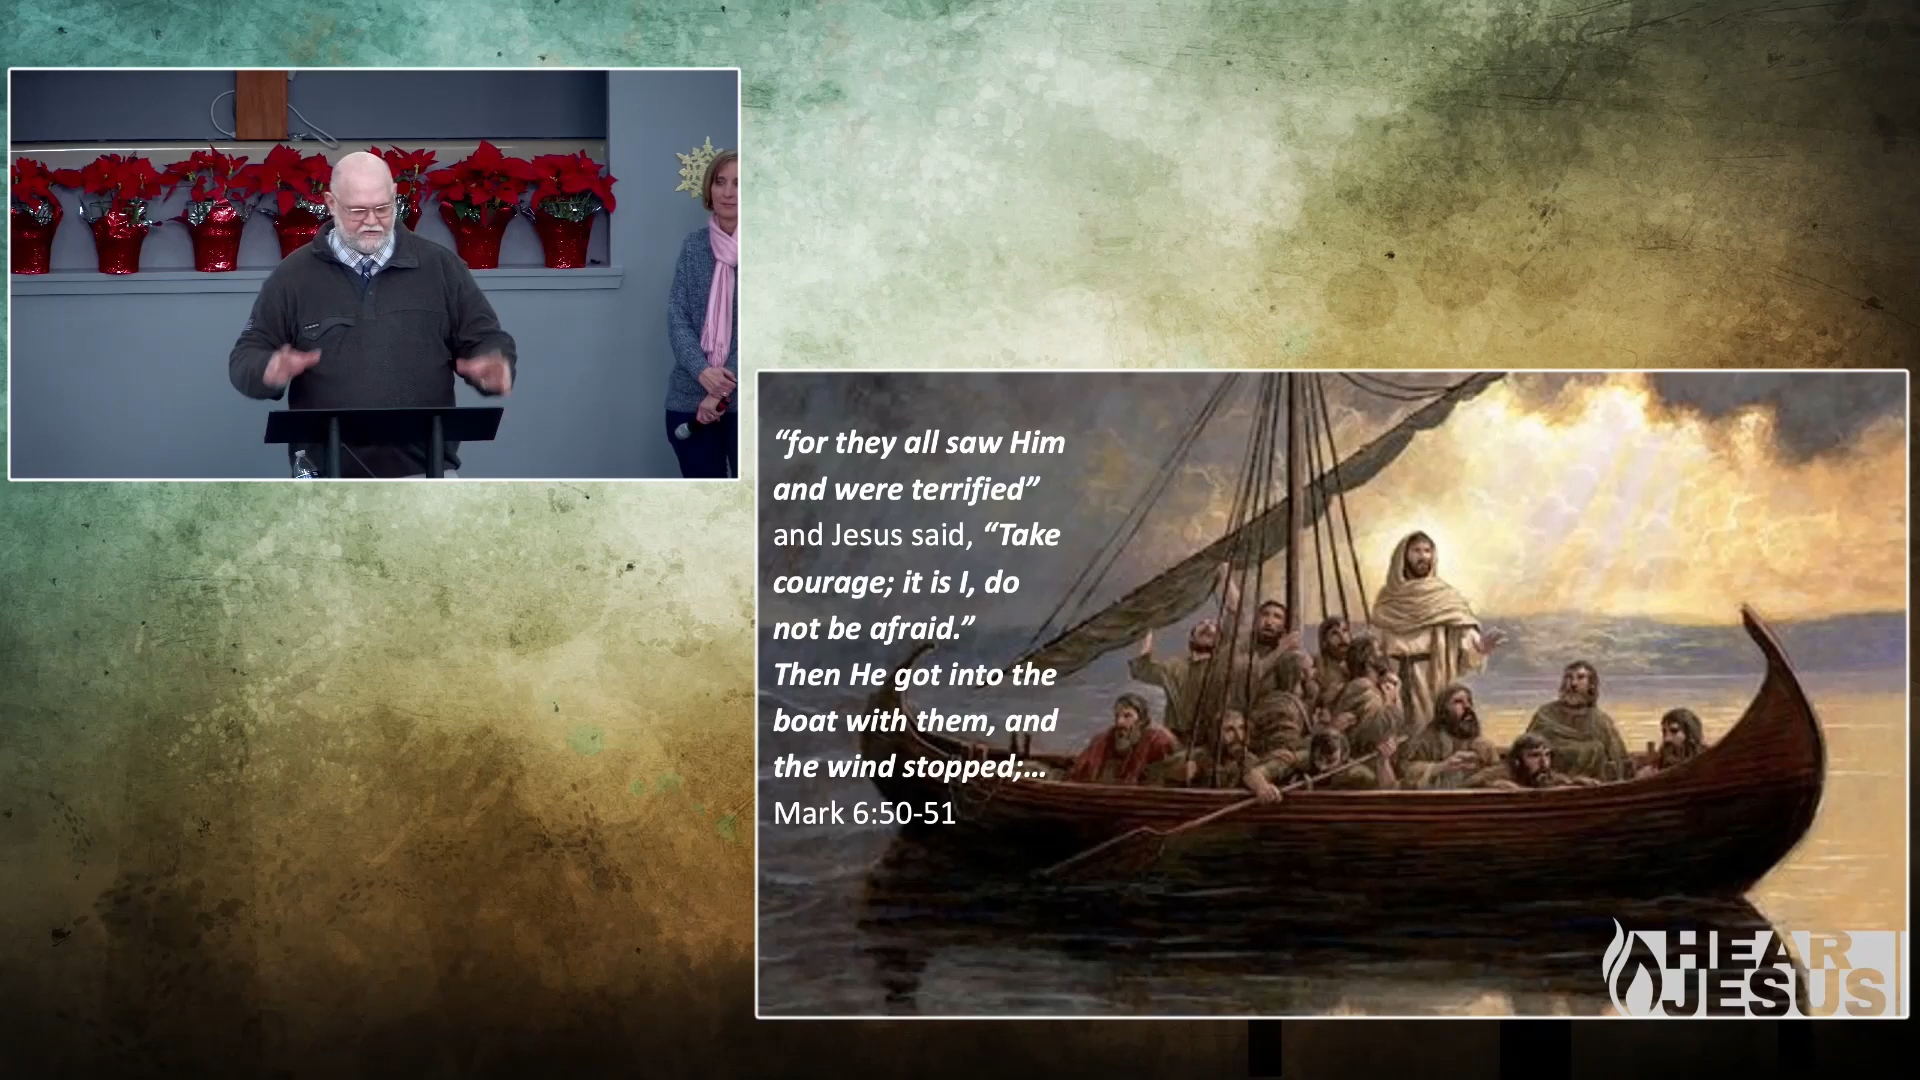 “for they all saw Him
and were terrified”
and Jesus said, “Take
courage; it is I, do
not be afraid.”
Then He got into the
boat with them, and
the wind stopped;…
Mark 6:50-51
HEAR
JESUS